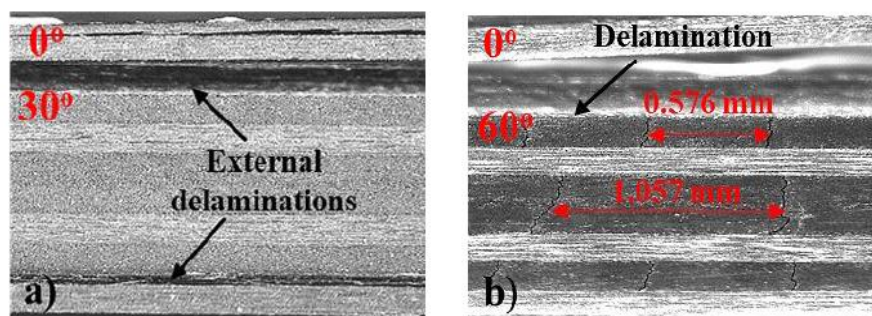 0º
30º
External
delaminations
a)
0º
Delamination
60º
0.576 mm
1.057 mm
b)